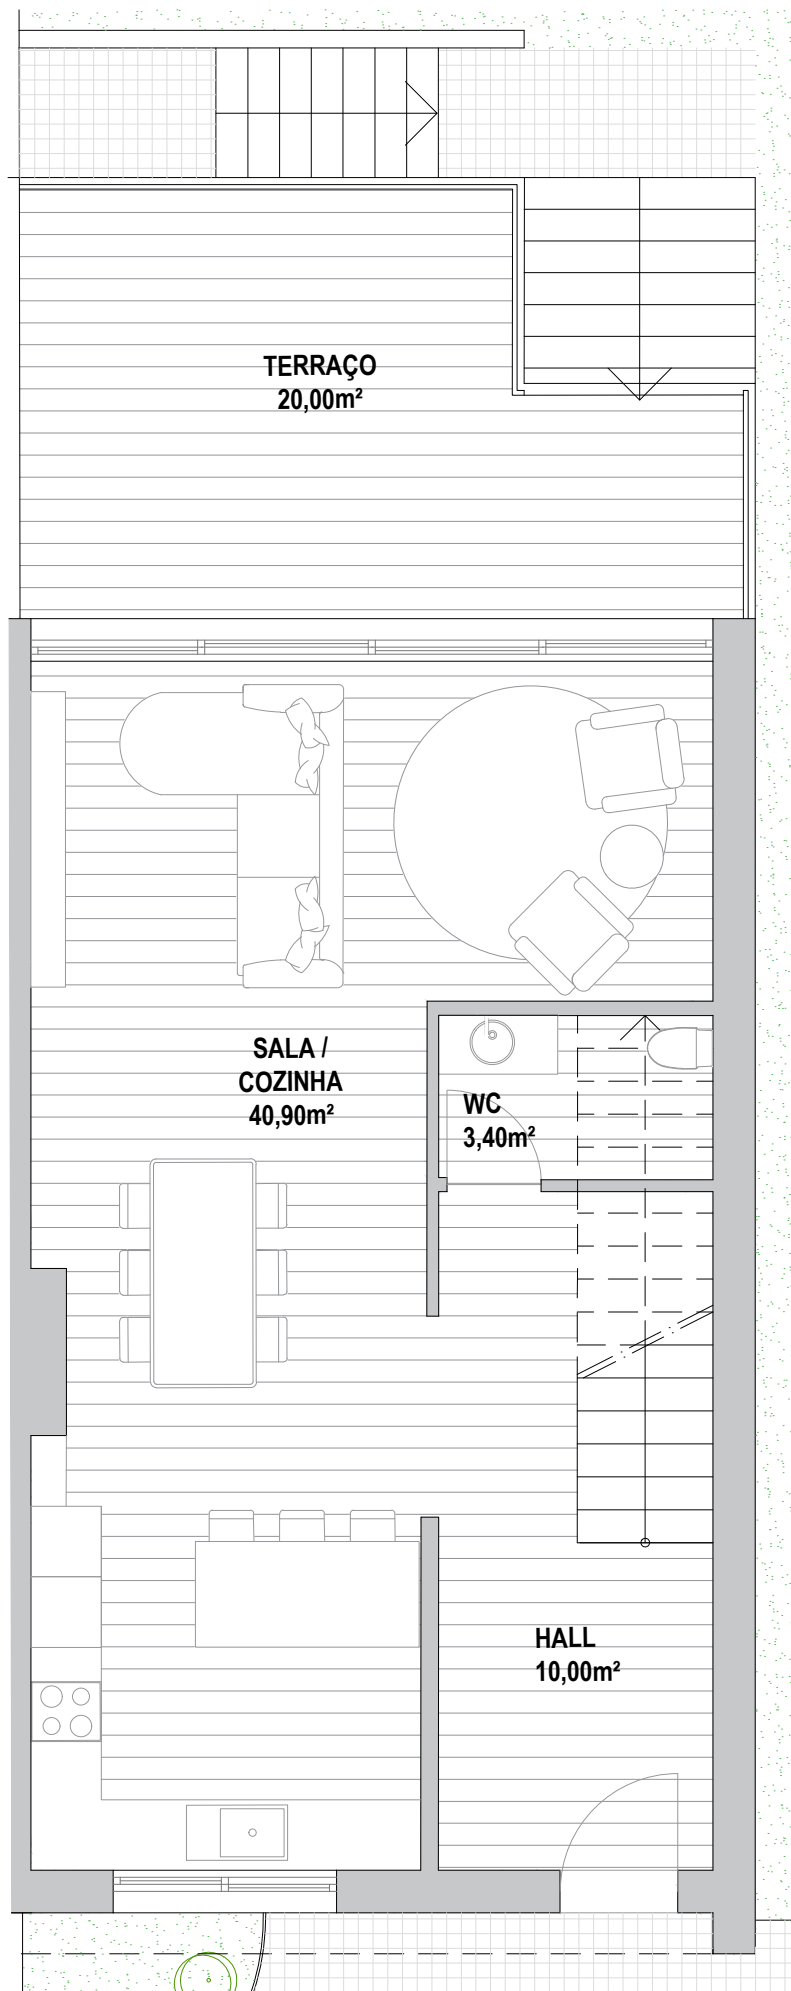 TERRAÇO
20,00m²
SALA /
COZINHA
40,90m²
WC
3,40m²
HALL
10,00m²